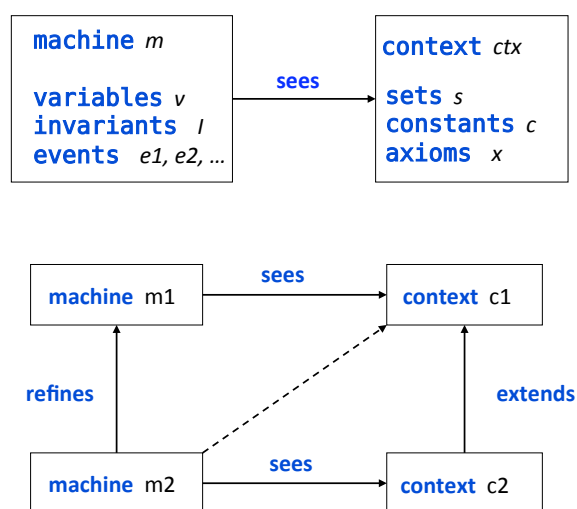 machine m
variables v
invariants I
events e1, e2, ...
sees
context ctx
sets s
constants c
axioms x
machine m1
sees
context c1
refines
extends
machine m2
sees
context c2